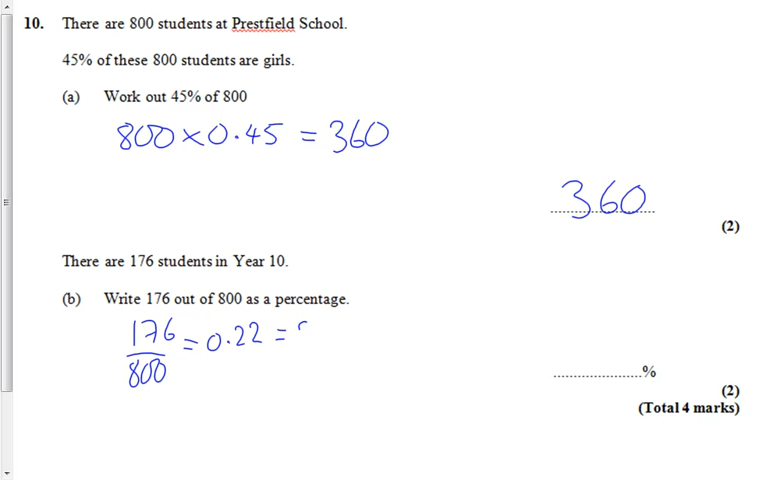 10. There are 800 students at Prestfield School.
45% of these 800 students are girls.
(a) Work out 45% of 800
800 × 0.45 = 360
360
(2)
There are 176 students in Year 10.
(b) Write 176 out of 800 as a percentage.
176/800 = 0.22 =
..................... %
(2)
(Total 4 marks)